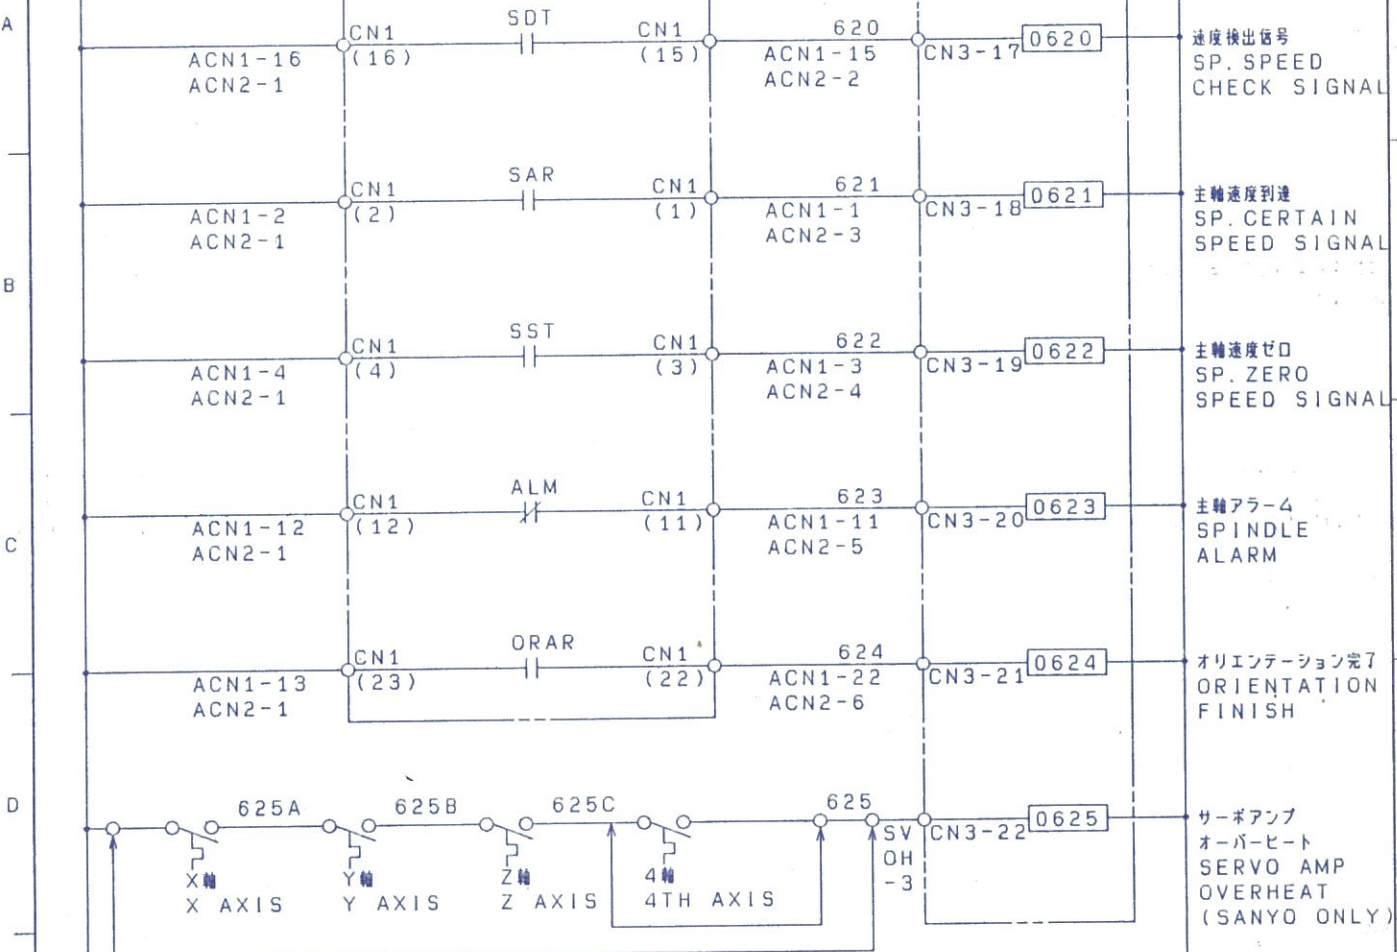 A
SDT
CN1
(16)
CN1
(15)
620
0620
ACN1-16
ACN2-1
ACN1-15
ACN2-2
CN3-17
速度検出信号
SP.SPEED
CHECK SIGNAL
SAR
CN1
(2)
CN1
(1)
621
0621
ACN1-2
ACN2-1
ACN1-1
ACN2-3
CN3-18
主軸速度到達
SP.CERTAIN
SPEED SIGNAL
B
SST
CN1
(4)
CN1
(3)
622
0622
ACN1-4
ACN2-1
ACN1-3
ACN2-4
CN3-19
主軸速度ゼロ
SP.ZERO
SPEED SIGNAL
ALM
CN1
(12)
CN1
(11)
623
0623
ACN1-12
ACN2-1
ACN1-11
ACN2-5
CN3-20
主軸アラーム
SPINDLE
ALARM
C
ORAR
CN1
(23)
CN1
(22)
624
0624
ACN1-13
ACN2-1
ACN1-22
ACN2-6
CN3-21
オリエンテーション完了
ORIENTATION
FINISH
D
625A
625B
625C
625
SV
OH
-3
CN3-22
0625
X軸
X AXIS
Y軸
Y AXIS
Z軸
Z AXIS
4軸
4TH AXIS
サーボアンプ
オーバーヒート
SERVO AMP
OVERHEAT
(SANYO ONLY)